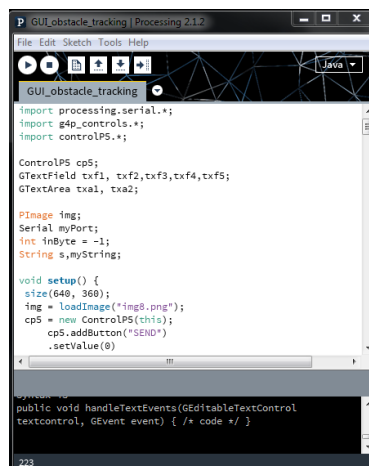 GUI_obstacle_tracking | Processing 2.1.2
File Edit Sketch Tools Help
Java
GUI_obstacle_tracking
import processing.serial.*;
import g4p_controls.*;
import controlP5.*;
ControlP5 cp5;
GTextField txf1, txf2,txf3,txf4,txf5;
GTextArea txa1, txa2;
PImage img;
Serial myPort;
int inByte = -1;
String s,myString;
void setup() {
size(640, 360);
img = loadImage("img8.png");
cp5 = new ControlP5(this);
cp5.addButton("SEND")
.setValue(0)
public void handleTextEvents(GEditableTextControl
textcontrol, GEvent event) { /* code */ }
223